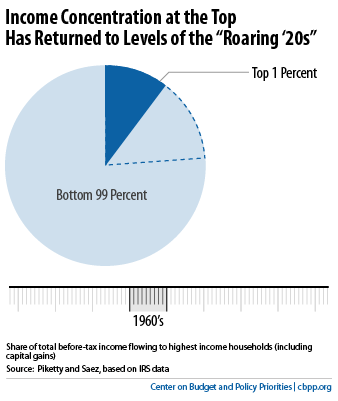 Income Concentration at the Top
Has Returned to Levels of the “Roaring ‘20s”
Top 1 Percent
Bottom 99 Percent
1960’s
Share of total before-tax income flowing to highest income households (including
capital gains)
Source: Piketty and Saez, based on IRS data
Center on Budget and Policy Priorities | cbpp.org